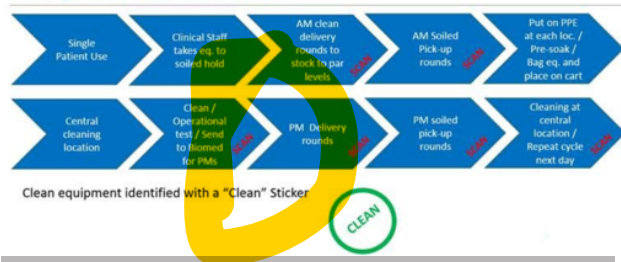 Single
Patient Use
Clinical Staff
takes eq. to
soiled hold
AM clean
delivery
rounds to
stock to par
levels
SCAN
AM Soiled
Pick-up
rounds
SCAN
Put on PPE
at each loc. /
Pre-soak /
Bag eq. and
place on cart
Central
cleaning
location
Clean /
Operational
test / Send
to Biomed
for PMs
SCAN
PM Delivery
rounds
SCAN
PM soiled
pick-up
rounds
SCAN
Cleaning at
central
location /
Repeat cycle
next day
SCAN
Clean equipment identified with a "Clean" Sticker
CLEAN
D